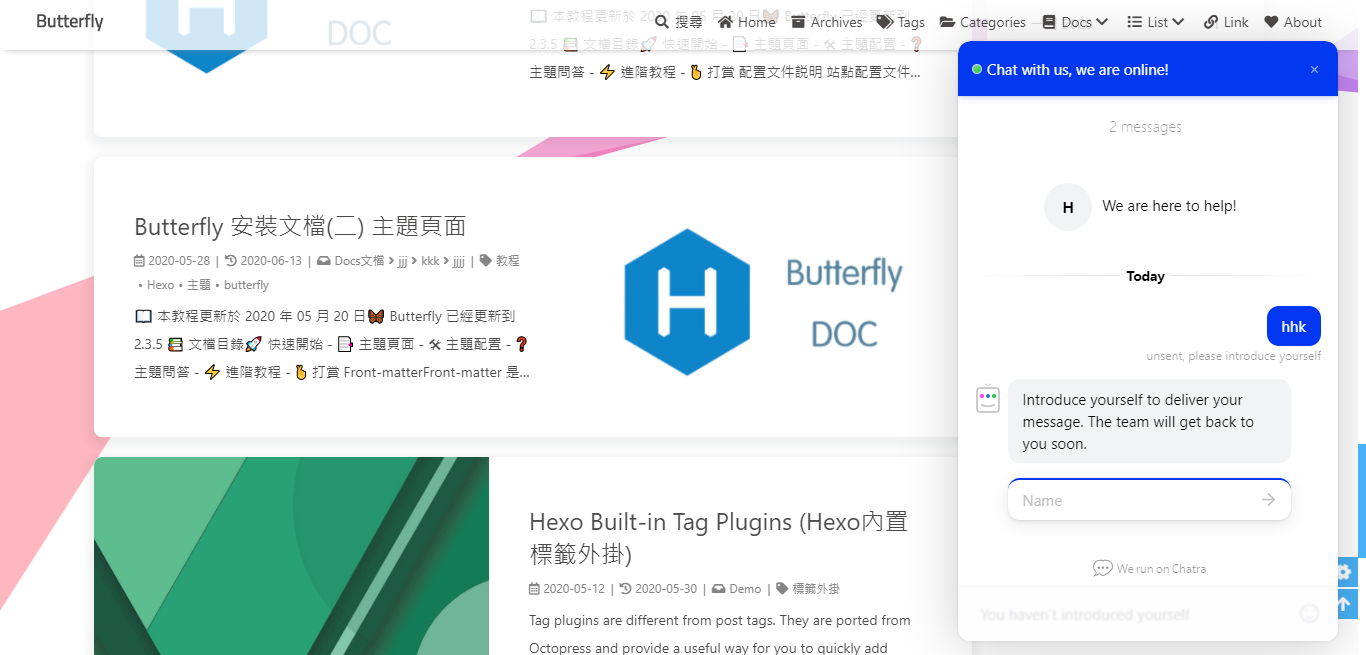 Butterfly
搜尋 Home Archives Tags Categories Docs List Link About
DOC
本教程更新於 2020 年 05 月 20 日 Butterfly 已經更新到
2.3.5 文檔目錄 快速開始 - 主題頁面 - 主題配置 -
主題問答 - 進階教程 - 打賞 配置文件説明 站點配置文件...
Butterfly 安裝文檔(二) 主題頁面
2020-05-28 | 2020-06-13 | Docs文檔 > jjj > kkk > jjjj | 教程
• Hexo • 主題 • butterfly
本教程更新於 2020 年 05 月 20 日 Butterfly 已經更新到
2.3.5 文檔目錄 快速開始 - 主題頁面 - 主題配置 -
主題問答 - 進階教程 - 打賞 Front-matterFront-matter 是...
H
Butterfly
DOC
Hexo Built-in Tag Plugins (Hexo內置
標籤外掛)
2020-05-12 | 2020-05-30 | Demo | 標籤外掛
Tag plugins are different from post tags. They are ported from
Octopress and provide a useful way for you to quickly add
Chat with us, we are online! ×
2 messages
H We are here to help!
Today
hhk
unsent, please introduce yourself
Introduce yourself to deliver your
message. The team will get back to
you soon.
Name
We run on Chatra
You haven't introduced yourself